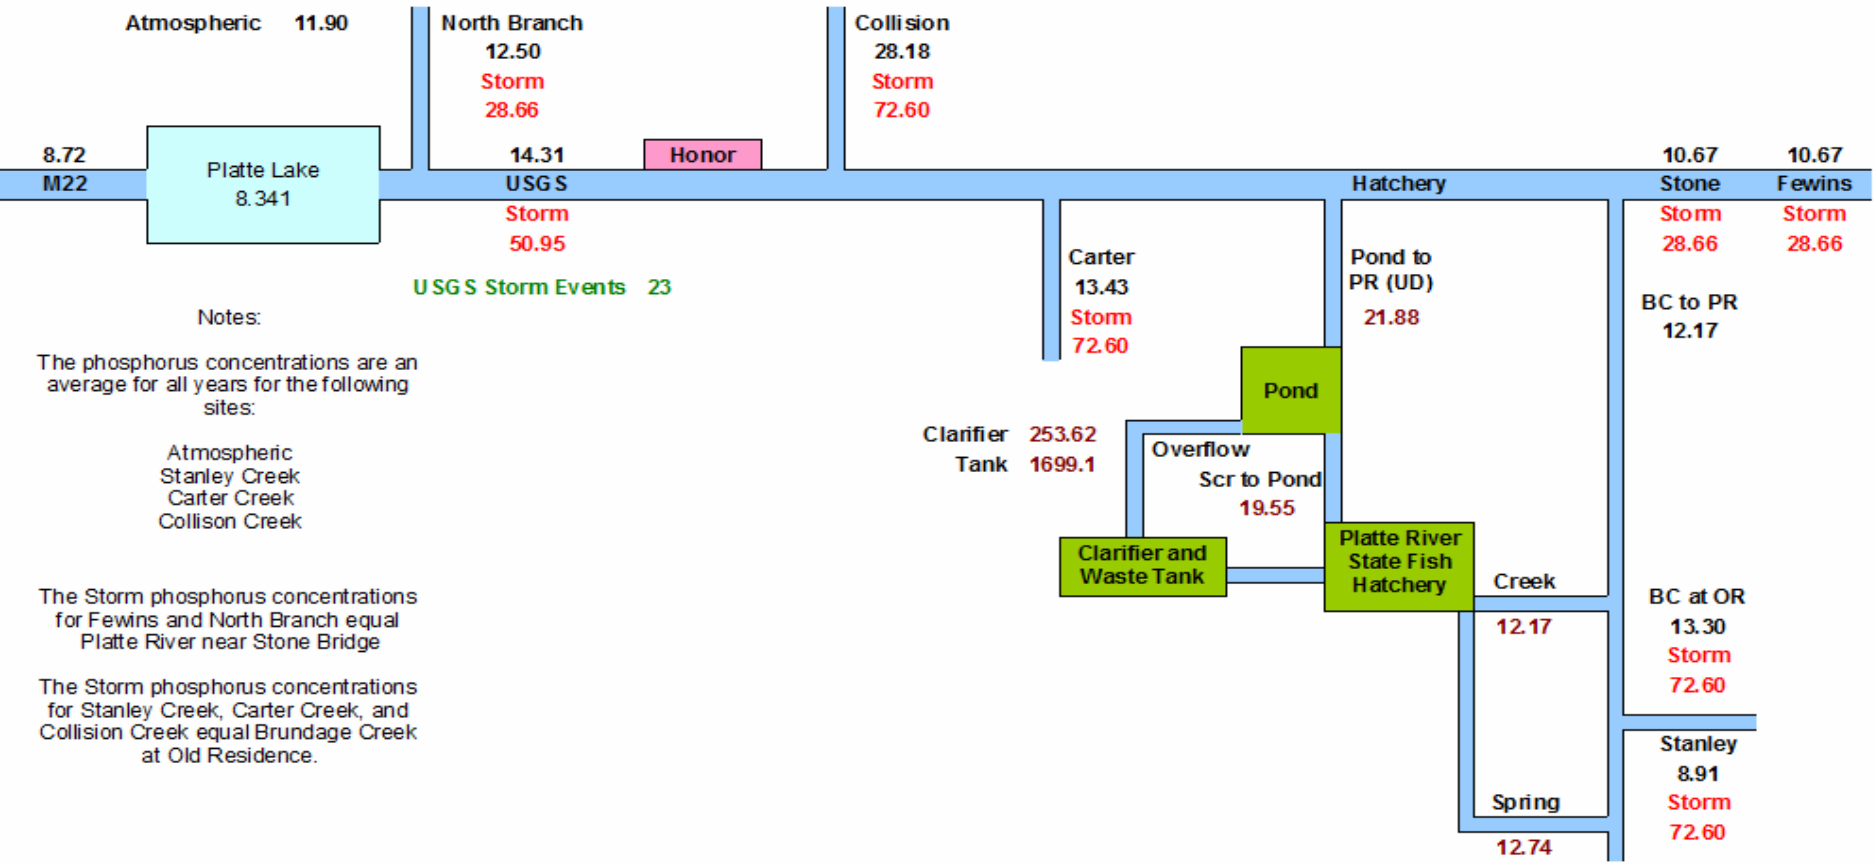 Atmospheric 11.90
North Branch
12.50
Storm
28.66
Collision
28.18
Storm
72.60
8.72
M22
Platte Lake
8.341
14.31
USGS
Storm
50.95
Honor
Hatchery
10.67
Stone
Storm
28.66
10.67
Fewins
Storm
28.66
USGS Storm Events 23
Carter
13.43
Storm
72.60
Pond to
PR (UD)
21.88
BC to PR
12.17
Notes:
The phosphorus concentrations are an
average for all years for the following
sites:
Atmospheric
Stanley Creek
Carter Creek
Collison Creek
The Storm phosphorus concentrations
for Fewins and North Branch equal
Platte River near Stone Bridge
The Storm phosphorus concentrations
for Stanley Creek, Carter Creek, and
Collision Creek equal Brundage Creek
at Old Residence.
Pond
Clarifier 253.62
Tank 1699.1
Overflow
Scr to Pond
19.55
Clarifier and
Waste Tank
Platte River
State Fish
Hatchery
Creek
12.17
BC at OR
13.30
Storm
72.60
Stanley
8.91
Storm
72.60
Spring
12.74